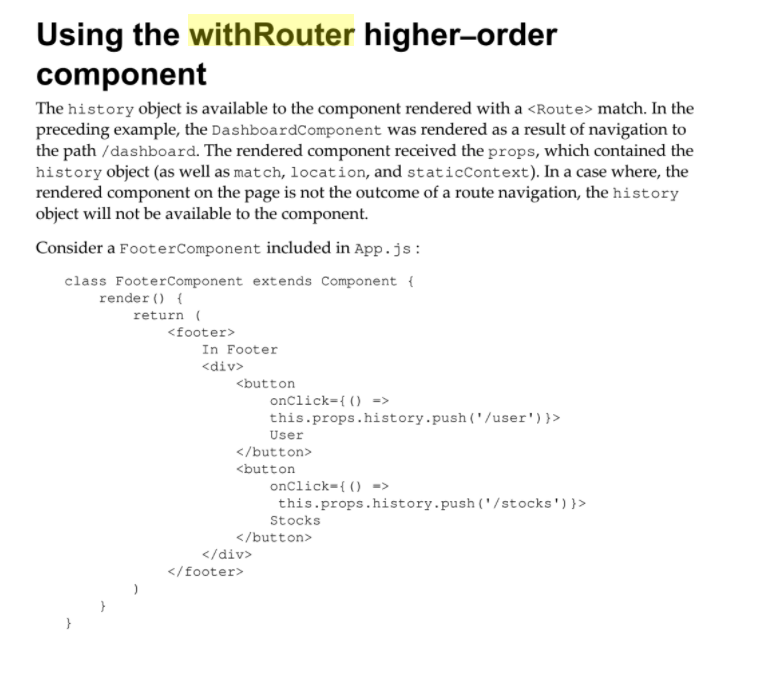 Using the withRouter higher–order
component
The history object is available to the component rendered with a <Route> match. In the
preceding example, the DashboardComponent was rendered as a result of navigation to
the path /dashboard. The rendered component received the props, which contained the
history object (as well as match, location, and staticContext). In a case where, the
rendered component on the page is not the outcome of a route navigation, the history
object will not be available to the component.
Consider a FooterComponent included in App.js:
class FooterComponent extends Component {
render() {
return (
<footer>
In Footer
<div>
<button
onClick={() =>
this.props.history.push('/user')}>
User
</button>
<button
onClick={() =>
this.props.history.push('/stocks')}>
Stocks
</button>
</div>
</footer>
)
}
}